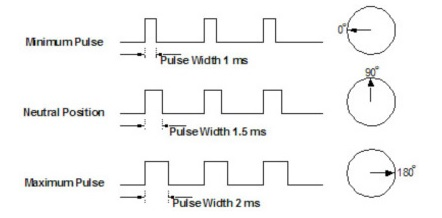 Minimum Pulse
0°
Pulse Width 1 ms
90°
Neutral Position
Pulse Width 1.5 ms
Maximum Pulse
180°
Pulse Width 2 ms